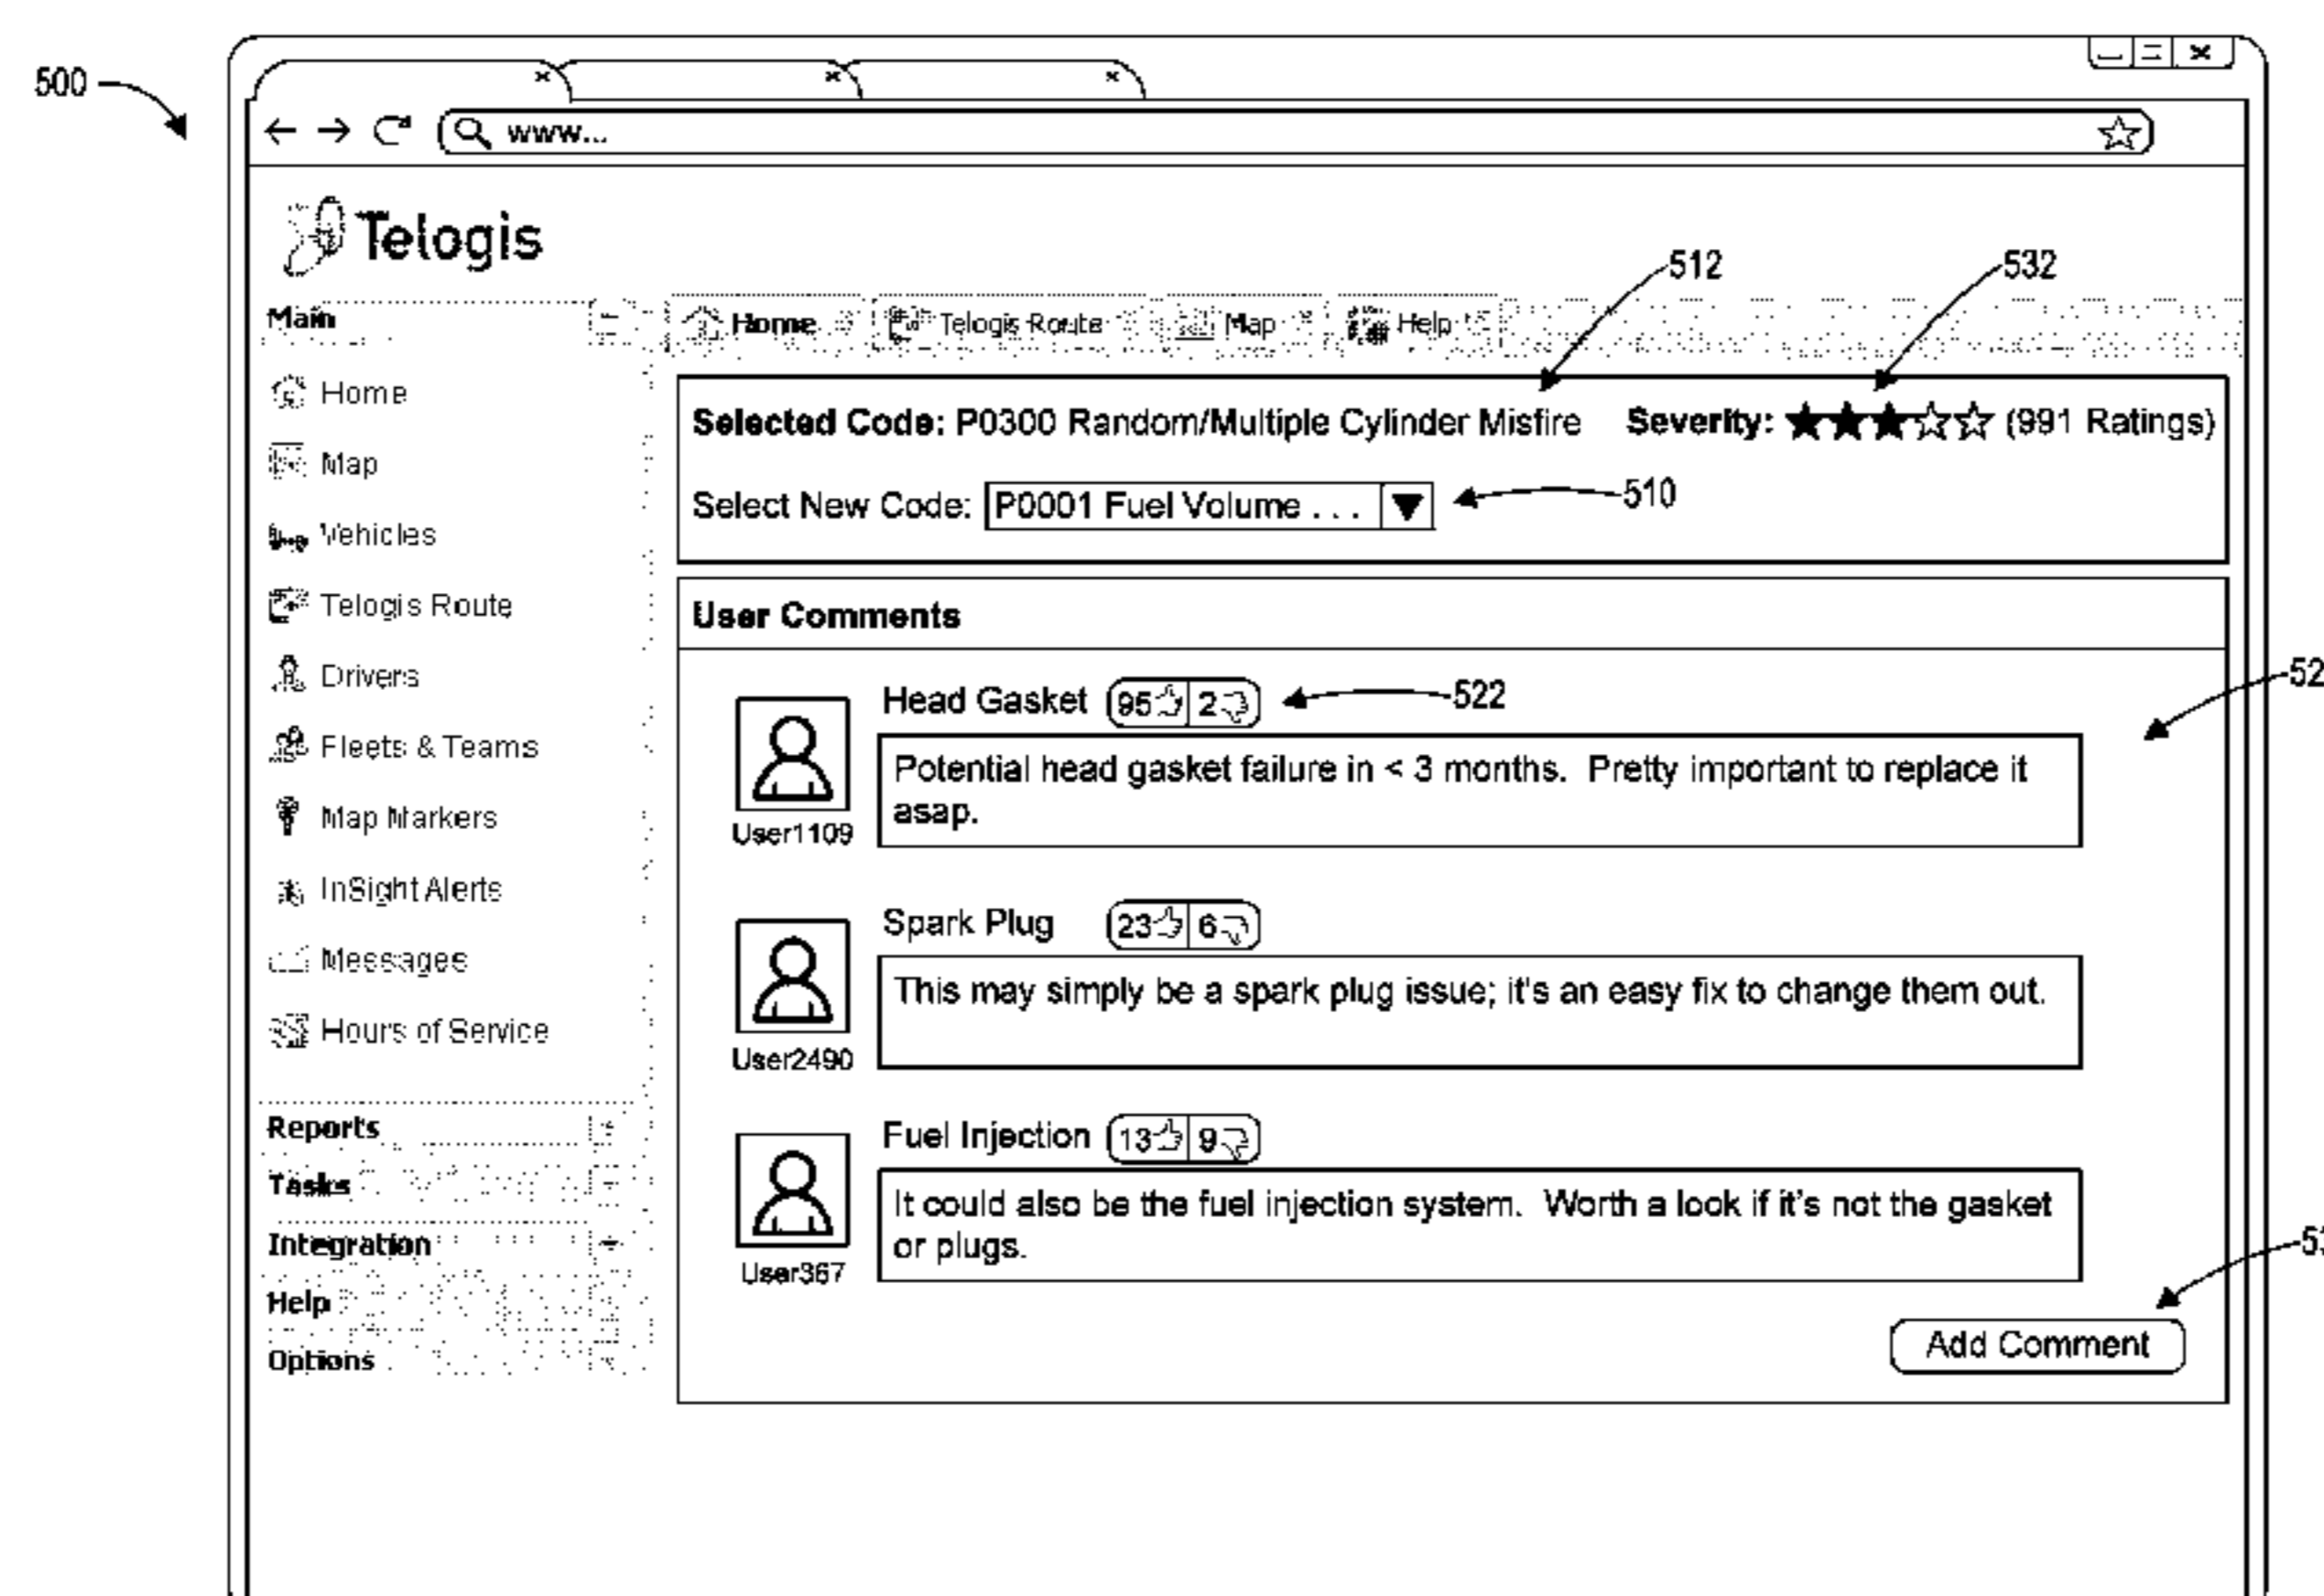 500
www...
Telogis
512
532
Main
Home
Telogis Route
Map
Help
Home
Map
Vehicles
Telogis Route
Drivers
Fleets & Teams
Map Markers
InSight Alerts
Messages
Hours of Service
Reports
Tasks
Integration
Help
Options
Selected Code: P0300 Random/Multiple Cylinder Misfire
Severity: ★★★☆☆ (991 Ratings)
Select New Code: P0001 Fuel Volume . . .
510
User Comments
Head Gasket 95 2
522
Potential head gasket failure in < 3 months. Pretty important to replace it
asap.
User1109
Spark Plug 23 6
This may simply be a spark plug issue; it's an easy fix to change them out.
User2490
Fuel Injection 13 9
It could also be the fuel injection system. Worth a look if it's not the gasket
or plugs.
User367
Add Comment